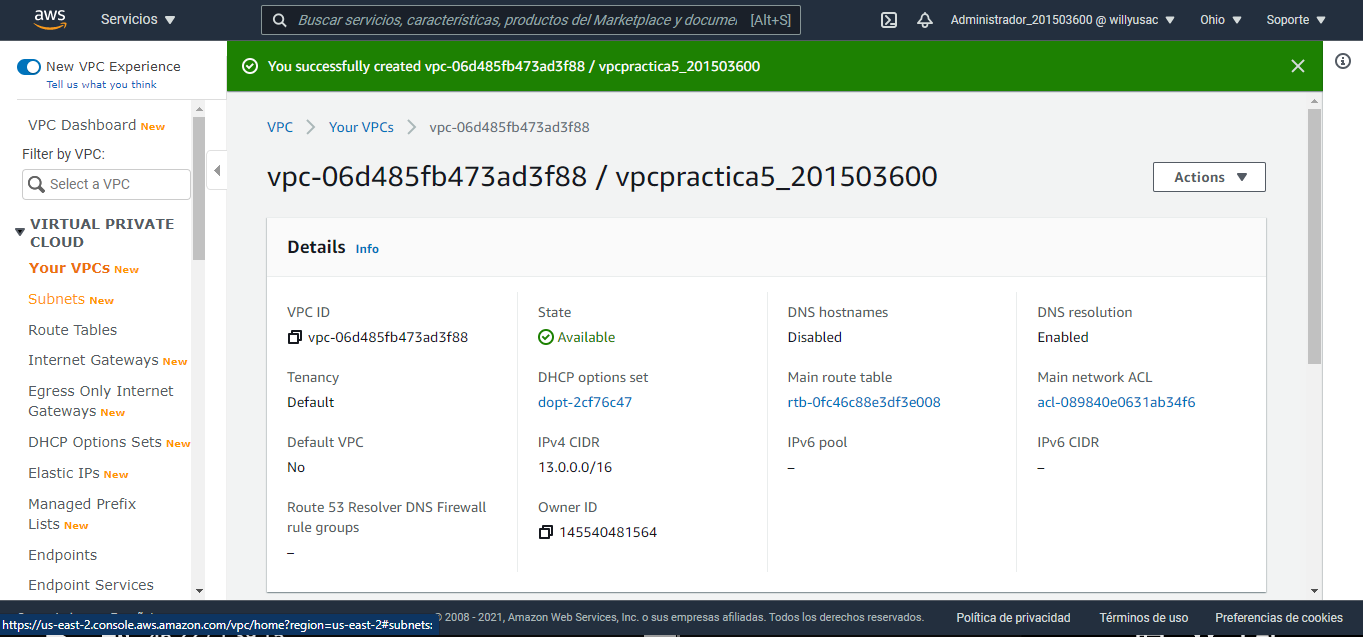 aws
Servicios
Buscar servicios, características, productos del Marketplace y documen [Alt+S]
Administrador_201503600 @ willyusac
Ohio
Soporte
New VPC Experience
Tell us what you think
VPC Dashboard New
Filter by VPC:
Select a VPC
VIRTUAL PRIVATE
CLOUD
Your VPCs New
Subnets New
Route Tables
Internet Gateways New
Egress Only Internet
Gateways New
DHCP Options Sets New
Elastic IPs New
Managed Prefix
Lists New
Endpoints
Endpoint Services
You successfully created vpc-06d485fb473ad3f88 / vpcpractica5_201503600
VPC
Your VPCs
vpc-06d485fb473ad3f88
vpc-06d485fb473ad3f88 / vpcpractica5_201503600
Actions
Details Info
VPC ID
vpc-06d485fb473ad3f88
State
Available
DNS hostnames
Disabled
DNS resolution
Enabled
Tenancy
Default
DHCP options set
dopt-2cf76c47
Main route table
rtb-0fc46c88e3df3e008
Main network ACL
acl-089840e0631ab34f6
Default VPC
No
IPv4 CIDR
13.0.0.0/16
IPv6 pool
–
IPv6 CIDR
–
Route 53 Resolver DNS Firewall
rule groups
–
Owner ID
145540481564
© 2008 - 2021, Amazon Web Services, Inc. o sus empresas afiliadas. Todos los derechos reservados.
Política de privacidad
Términos de uso
Preferencias de cookies
https://us-east-2.console.aws.amazon.com/vpc/home?region=us-east-2#subnets: